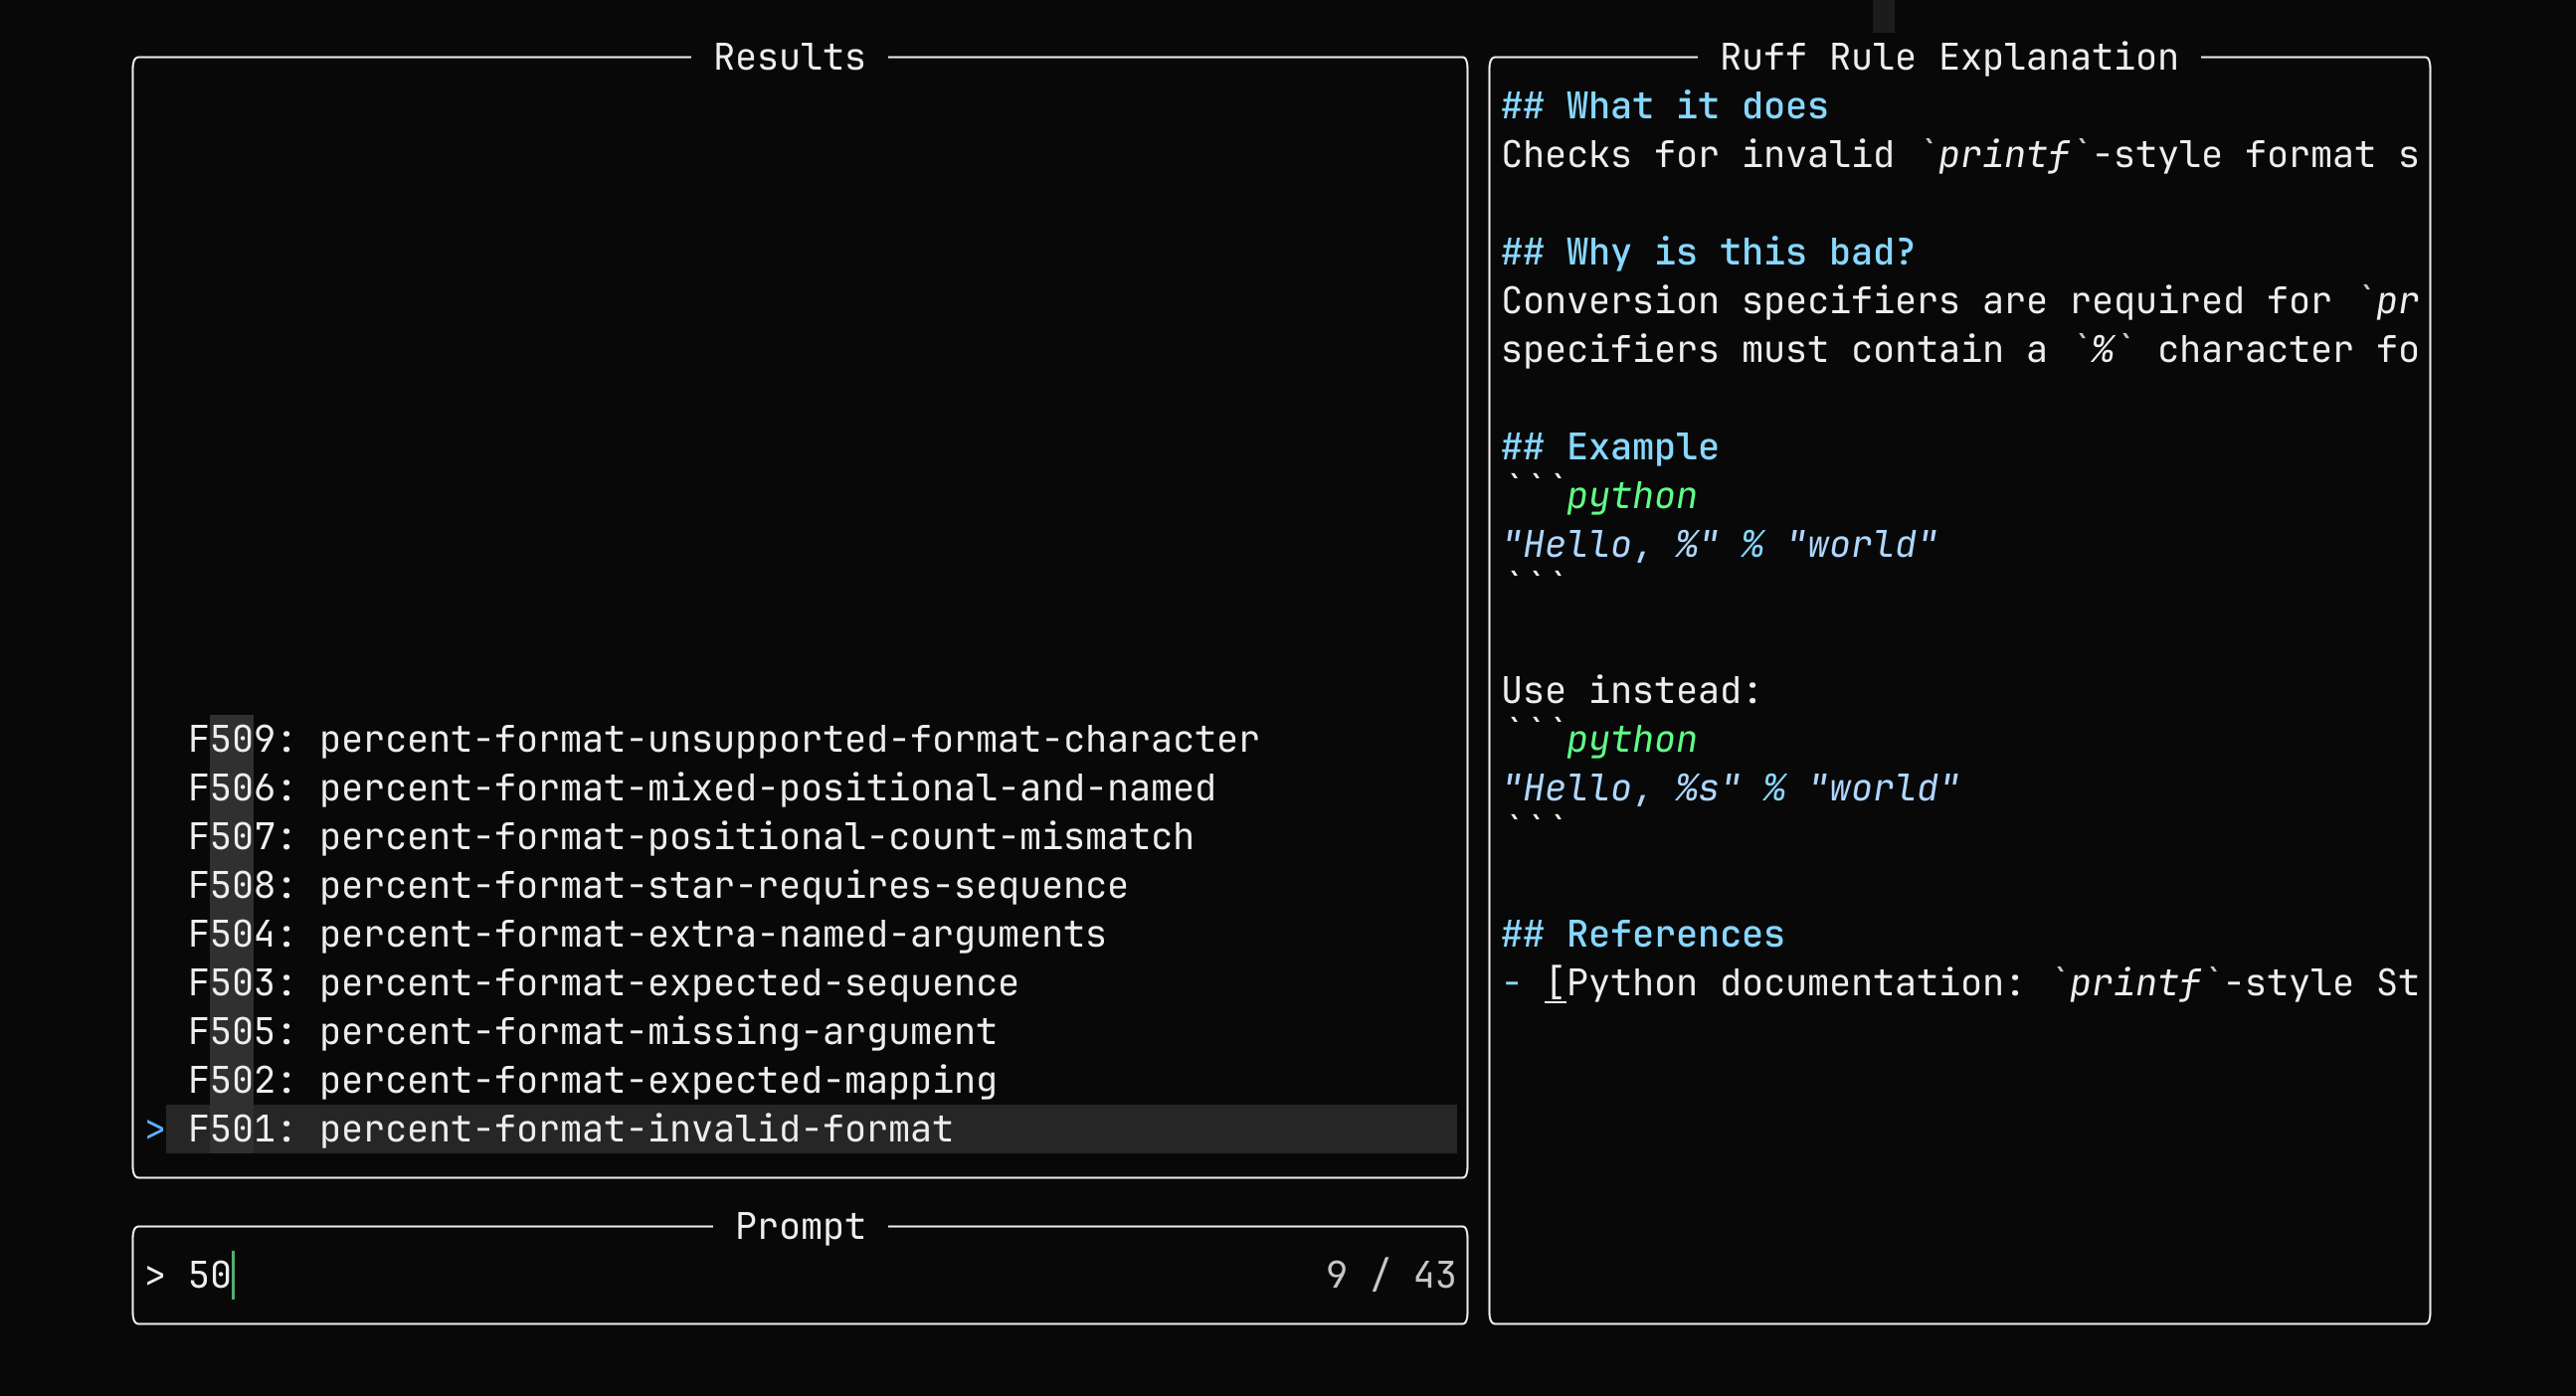 Results
F509: percent-format-unsupported-format-character
F506: percent-format-mixed-positional-and-named
F507: percent-format-positional-count-mismatch
F508: percent-format-star-requires-sequence
F504: percent-format-extra-named-arguments
F503: percent-format-expected-sequence
F505: percent-format-missing-argument
F502: percent-format-expected-mapping
> F501: percent-format-invalid-format
Prompt
> 50 9 / 43
Ruff Rule Explanation
## What it does
Checks for invalid `printf`-style format s
## Why is this bad?
Conversion specifiers are required for `pr
specifiers must contain a `%` character fo
## Example
```python
"Hello, %" % "world"
```
Use instead:
```python
"Hello, %s" % "world"
```
## References
- [Python documentation: `printf`-style St